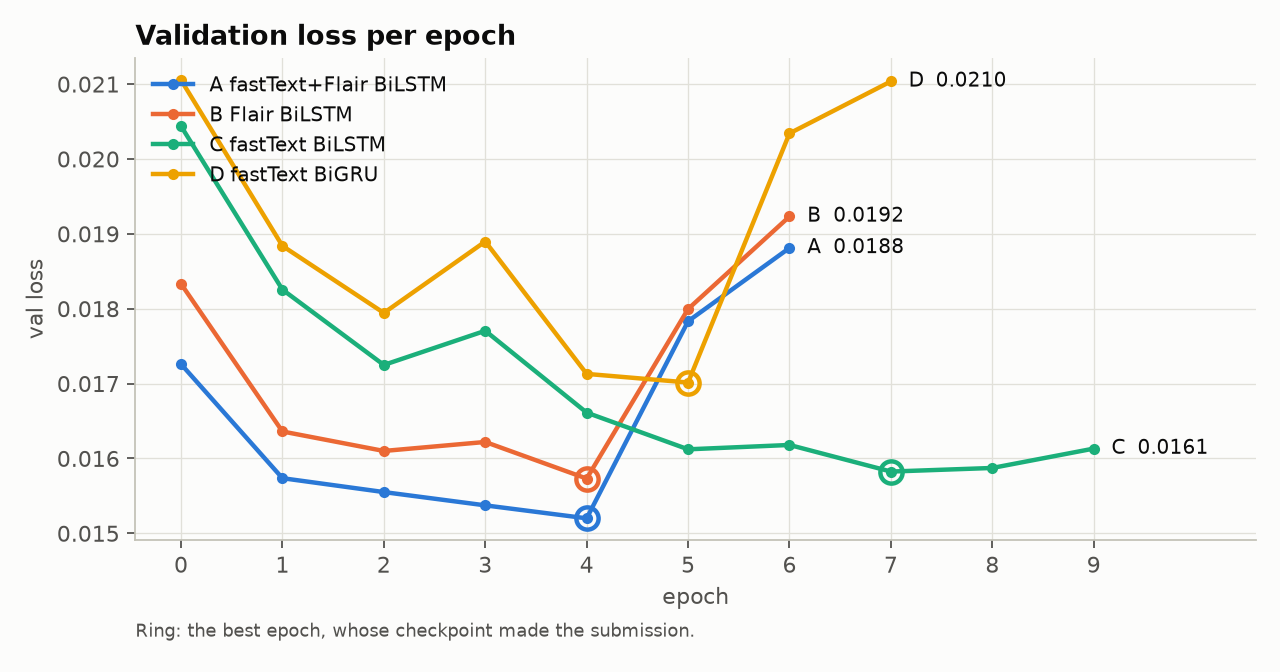 Validation loss per epoch
A fastText+Flair BiLSTM
B Flair BiLSTM
C fastText BiLSTM
D fastText BiGRU
D 0.0210
B 0.0192
A 0.0188
C 0.0161
val loss
0.021
0.020
0.019
0.018
0.017
0.016
0.015
0 1 2 3 4 5 6 7 8 9
epoch
Ring: the best epoch, whose checkpoint made the submission.